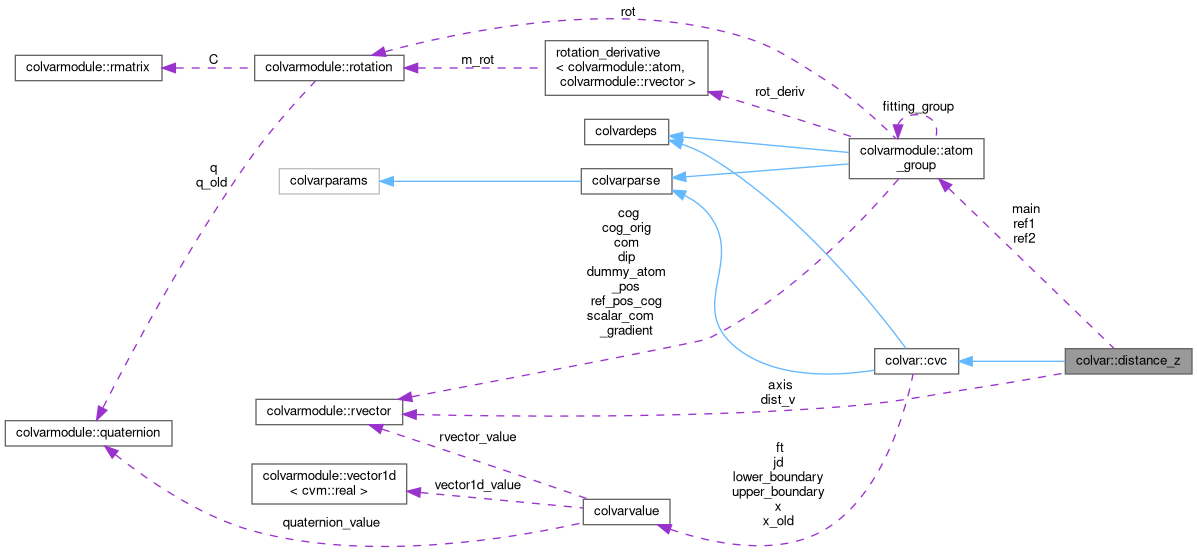 rot
colvarmodule::rmatrix
C
colvarmodule::rotation
m_rot
rotation_derivative
< colvarmodule::atom,
colvarmodule::rvector >
rot_deriv
fitting_group
colvardeps
colvarmodule::atom
_group
colvarparams
colvarparse
q
q_old
main
ref1
ref2
cog
cog_orig
com
dip
dummy_atom
_pos
ref_pos_cog
scalar_com
_gradient
colvar::cvc
colvar::distance_z
axis
dist_v
colvarmodule::rvector
colvarmodule::quaternion
rvector_value
ft
jd
lower_boundary
upper_boundary
x
x_old
colvarmodule::vector1d
< cvm::real >
vector1d_value
colvarvalue
quaternion_value